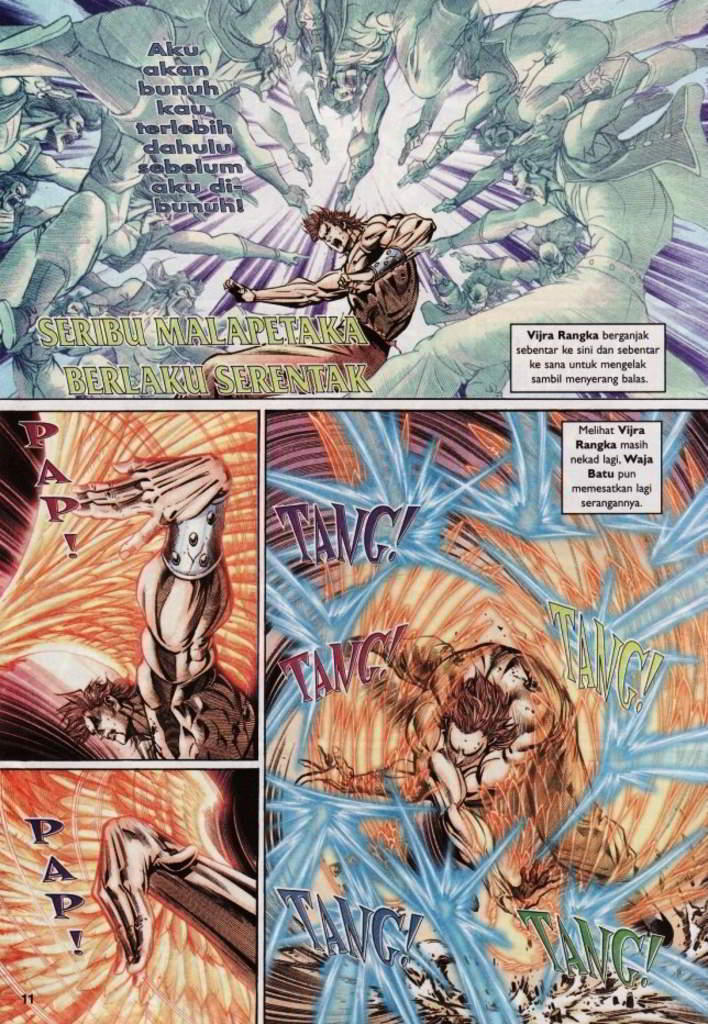 Aku
akan
bunuh
kau
terlebih
dahulu
sebelum
aku di-
bunuh!
SERIBU MALAPETAKA
BERLAKU SERENTAK
Vijra Rangka berganjak
sebentar ke sini dan sebentar
ke sana untuk mengelak
sambil menyerang balas.
PAP!
PAP!
Melihat Vijra
Rangka masih
nekad lagi, Waja
Batu pun
memesatkan lagi
serangannya.
TANG!
TANG!
TANG!
TANG!
TANG!
11